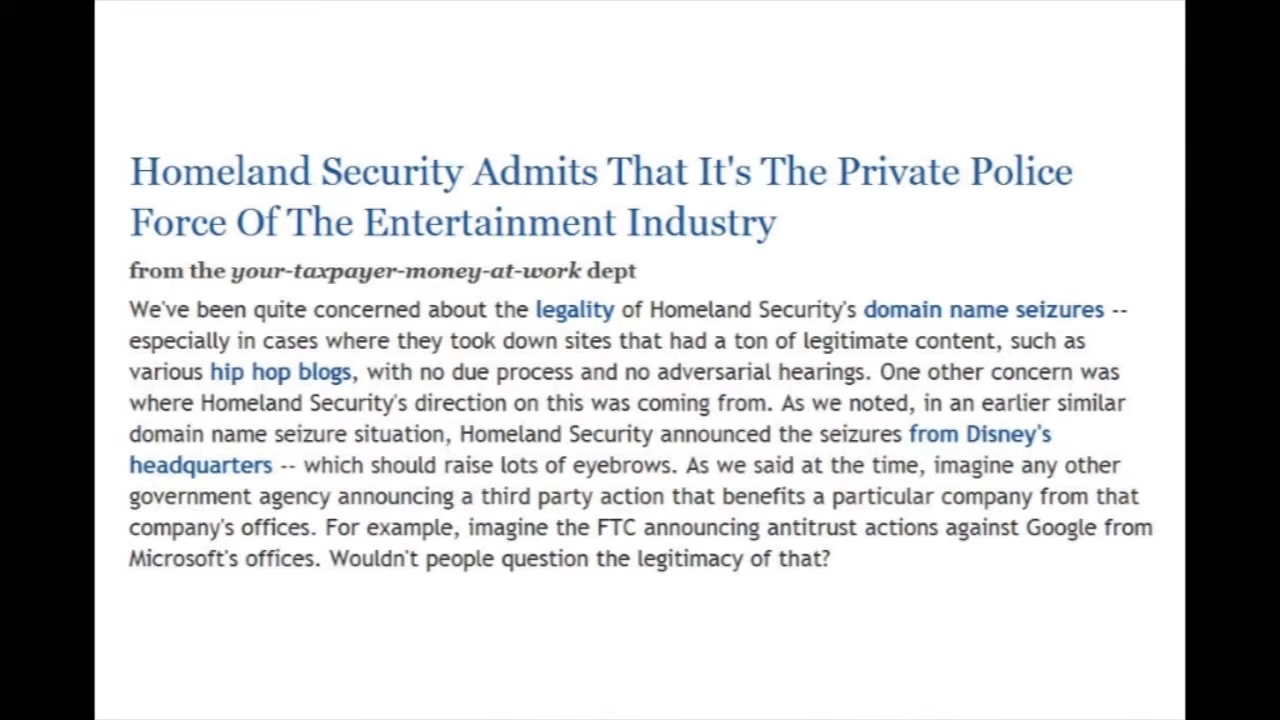 Homeland Security Admits That It's The Private Police
Force Of The Entertainment Industry
from the your-taxpayer-money-at-work dept
We've been quite concerned about the legality of Homeland Security's domain name seizures --
especially in cases where they took down sites that had a ton of legitimate content, such as
various hip hop blogs, with no due process and no adversarial hearings. One other concern was
where Homeland Security's direction on this was coming from. As we noted, in an earlier similar
domain name seizure situation, Homeland Security announced the seizures from Disney's
headquarters -- which should raise lots of eyebrows. As we said at the time, imagine any other
government agency announcing a third party action that benefits a particular company from that
company's offices. For example, imagine the FTC announcing antitrust actions against Google from
Microsoft's offices. Wouldn't people question the legitimacy of that?